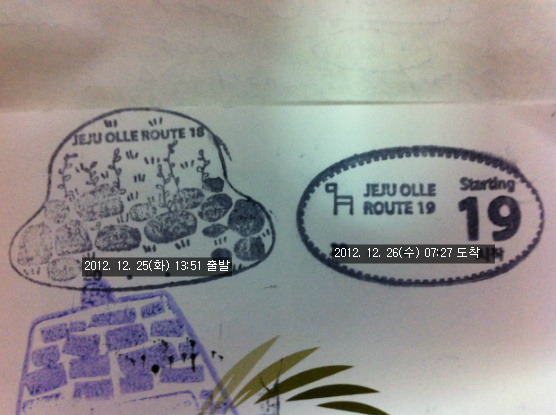 JEJU OLLE ROUTE 18
2012. 12. 25(화) 13:51 출발
JEJU OLLE
ROUTE 19
Starting
19
2012. 12. 26(수) 07:27 도착